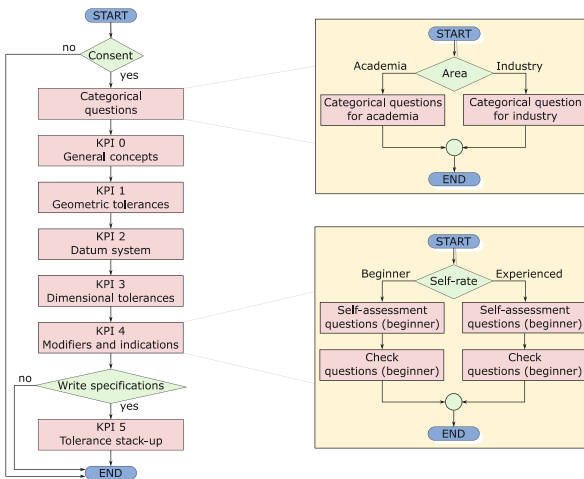 START
no
Consent
yes
Categorical
questions
KPI 0
General concepts
KPI 1
Geometric tolerances
KPI 2
Datum system
KPI 3
Dimensional tolerances
KPI 4
Modifiers and indications
no
Write specifications
yes
KPI 5
Tolerance stack-up
END
START
Academia
Area
Industry
Categorical questions
for academia
Categorical question
for industry
END
START
Beginner
Self-rate
Experienced
Self-assessment
questions (beginner)
Self-assessment
questions (beginner)
Check
questions (beginner)
Check
questions (beginner)
END